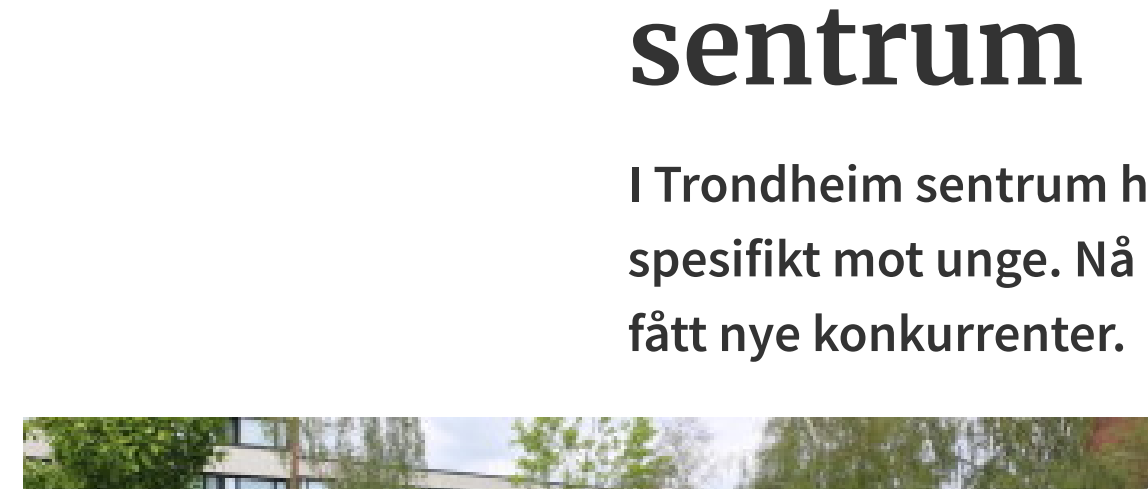 sentrum
I Trondheim sentrum
spesifikt mot unge. Nå
fått nye konkurrenter.